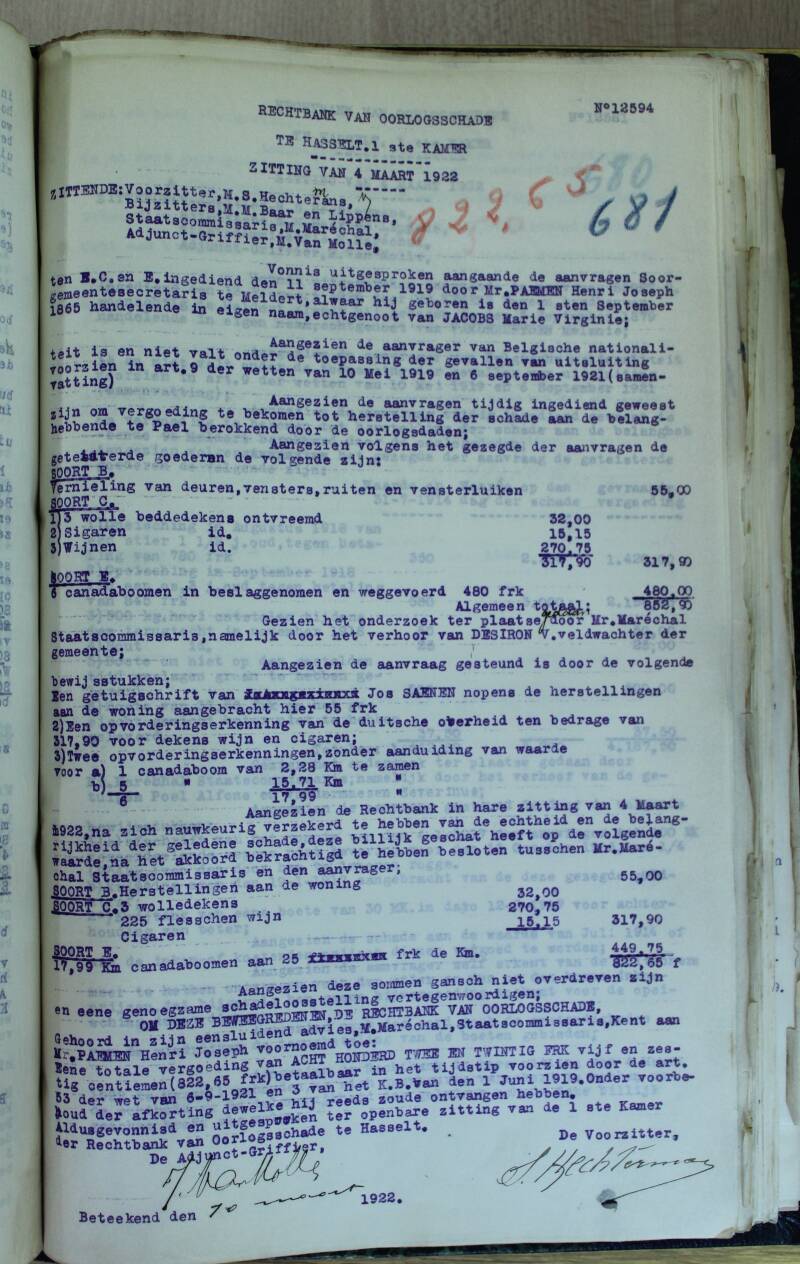 RECHTBANK VAN OORLOGSSCHADE
N°12594
TE HASSELT.1 ste KAMER
ZITTING VAN 4 MAART 1922
ZITTENDE:Voorzitter,M.S.Hechtermans,
Bijzitters,M.M.Baar en Lippens,
Staatscommissaris,M.Maréchal,
Adjunct-Griffier,M.Van Molle,
822,65
680
681
Vonnis uitgesproken aangaande de aanvragen Soor-
ten B.C.en E.ingediend den 11 september 1919 door Mr.PAEMEN Henri Joseph
gemeentesecretaris te Meldert,alwaar hij geboren is den 1 sten September
1865 handelende in eigen naam,echtgenoot van JACOBS Marie Virginie;
Aangezien de aanvrager van Belgische nationali-
teit is en niet valt onder de toepassing der gevallen van uitsluiting
voorzien in art.9 der wetten van 10 Mei 1919 en 6 september 1921(samen-
vatting)
Aangezien de aanvragen tijdig ingediend geweest
zijn om vergoeding te bekomen tot herstelling der schade aan de belang-
hebbende te Pael berokkend door de oorlogsdaden;
Aangezien volgens het gezegde der aanvragen de
geteisterde goederen de volgende zijn:
SOORT B.
Vernieling van deuren,vensters,ruiten en vensterluiken 55,00
SOORT C.
1)3 wolle beddedekens ontvreemd 32,00
2)Sigaren id. 15,15
3)Wijnen id. 270,75
317,90 317,90
SOORT E.
6 canadaboomen in beslaggenomen en weggevoerd 480 frk 480,00
Algemeen totaal; 852,90
Gezien het onderzoek ter plaatse gedaan door Mr.Maréchal
Staatscommissaris,namelijk door het verhoor van DESIRON V.veldwachter der
gemeente;
Aangezien de aanvraag gesteund is door de volgende
bewijsstukken;
Een getuigschrift van Jos SAENEN nopens de herstellingen
aan de woning aangebracht hier 55 frk
2)Een opvorderingserkenning van de duitsche overheid ten bedrage van
317,90 voor dekens wijn en cigaren;
3)Twee opvorderingserkenningen,zonder aanduiding van waarde
voor a) 1 canadaboom van 2,28 Km te zamen
b) 5 " 15,71 Km "
6 17,99 "
Aangezien de Rechtbank in hare zitting van 4 Maart
1922,na zich nauwkeurig verzekerd te hebben van de echtheid en de belang-
rijkheid der geledene schade,deze billijk geschat heeft op de volgende
waarde,na het akkoord bekrachtigd te hebben besloten tusschen Mr.Maré-
chal Staatscommissaris en den aanvrager;
SOORT B.Herstellingen aan de woning 55,00
SOORT C.3 wolledekens 32,00
225 flesschen wijn 270,75
Cigaren 15,15 317,90
SOORT E.
17,99 Km canadaboomen aan 25 frk de Km. 449,75
822,65 f
Aangezien deze sommen gansch niet overdreven zijn
en eene genoegzame schadeloosstelling vertegenwoordigen;
OM DEZE BEWEEGREDENEN,DE RECHTBANK VAN OORLOGSSCHADE,
Gehoord in zijn eensluidend advies,M.Maréchal,Staatscommissaris,Kent aan
Mr.PAEMEN Henri Joseph voornoemd toe:
Eene totale vergoeding van ACHT HONDERD TWEE EN TWINTIG FRK vijf en zes-
tig centiemen(822,65 frk)betaalbaar in het tijdstip voorzien door de art.
53 der wet van 6-9-1921 en 3 van het K.B.Van den 1 Juni 1919.Onder voorbe-
houd der afkorting dewelke hij reeds zoude ontvangen hebben.
Aldusgevonnisd en uitgesproken ter openbare zitting van de 1 ste Kamer
der Rechtbank van Oorlogsschade te Hasselt.
De Adjunct-Griffier,
De Voorzitter,
J. Van Molle
S. Hechtermans
Beteekend den 10 maart 1922.